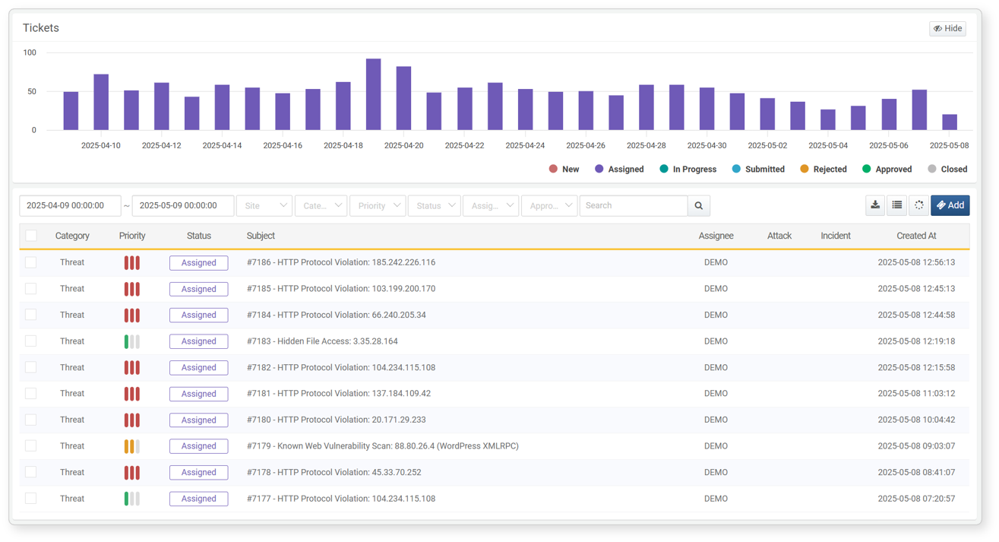 Tickets
Hide
100
50
0
2025-04-10 2025-04-12 2025-04-14 2025-04-16 2025-04-18 2025-04-20 2025-04-22 2025-04-24 2025-04-26 2025-04-28 2025-04-30 2025-05-02 2025-05-04 2025-05-06 2025-05-08
New Assigned In Progress Submitted Rejected Approved Closed
2025-04-09 00:00:00 ~ 2025-05-09 00:00:00 Site Cate... Priority Status Assig... Appro... Search Add
Category Priority Status Subject Assignee Attack Incident Created At
Threat Assigned #7186 - HTTP Protocol Violation: 185.242.226.116 DEMO 2025-05-08 12:56:13
Threat Assigned #7185 - HTTP Protocol Violation: 103.199.200.170 DEMO 2025-05-08 12:45:13
Threat Assigned #7184 - HTTP Protocol Violation: 66.240.205.34 DEMO 2025-05-08 12:44:58
Threat Assigned #7183 - Hidden File Access: 3.35.28.164 DEMO 2025-05-08 12:19:18
Threat Assigned #7182 - HTTP Protocol Violation: 104.234.115.108 DEMO 2025-05-08 12:15:58
Threat Assigned #7181 - HTTP Protocol Violation: 137.184.109.42 DEMO 2025-05-08 11:03:12
Threat Assigned #7180 - HTTP Protocol Violation: 20.171.29.233 DEMO 2025-05-08 10:04:42
Threat Assigned #7179 - Known Web Vulnerability Scan: 88.80.26.4 (WordPress XMLRPC) DEMO 2025-05-08 09:03:07
Threat Assigned #7178 - HTTP Protocol Violation: 45.33.70.252 DEMO 2025-05-08 08:41:07
Threat Assigned #7177 - HTTP Protocol Violation: 104.234.115.108 DEMO 2025-05-08 07:20:57